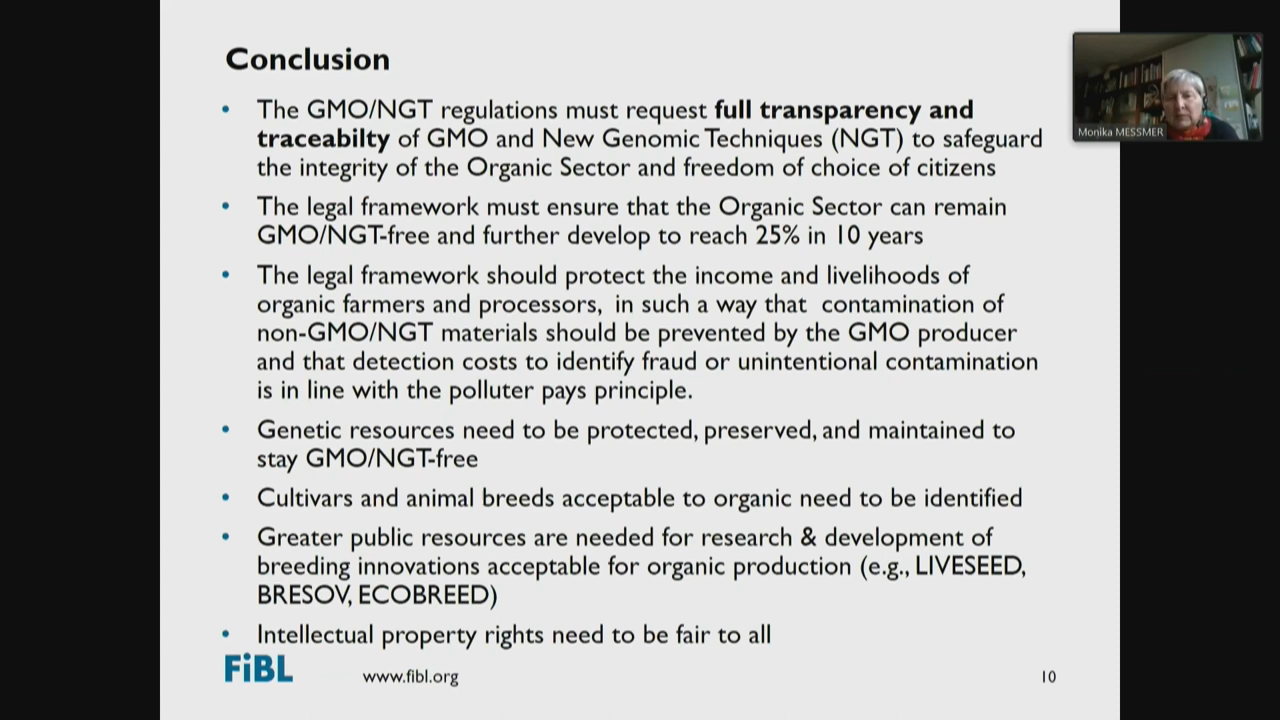 Conclusion
• The GMO/NGT regulations must request full transparency and
traceabilty of GMO and New Genomic Techniques (NGT) to safeguard
the integrity of the Organic Sector and freedom of choice of citizens
• The legal framework must ensure that the Organic Sector can remain
GMO/NGT-free and further develop to reach 25% in 10 years
• The legal framework should protect the income and livelihoods of
organic farmers and processors, in such a way that contamination of
non-GMO/NGT materials should be prevented by the GMO producer
and that detection costs to identify fraud or unintentional contamination
is in line with the polluter pays principle.
• Genetic resources need to be protected, preserved, and maintained to
stay GMO/NGT-free
• Cultivars and animal breeds acceptable to organic need to be identified
• Greater public resources are needed for research & development of
breeding innovations acceptable for organic production (e.g., LIVESEED,
BRESOV, ECOBREED)
• Intellectual property rights need to be fair to all
FiBL www.fibl.org 10
Monika MESSMER